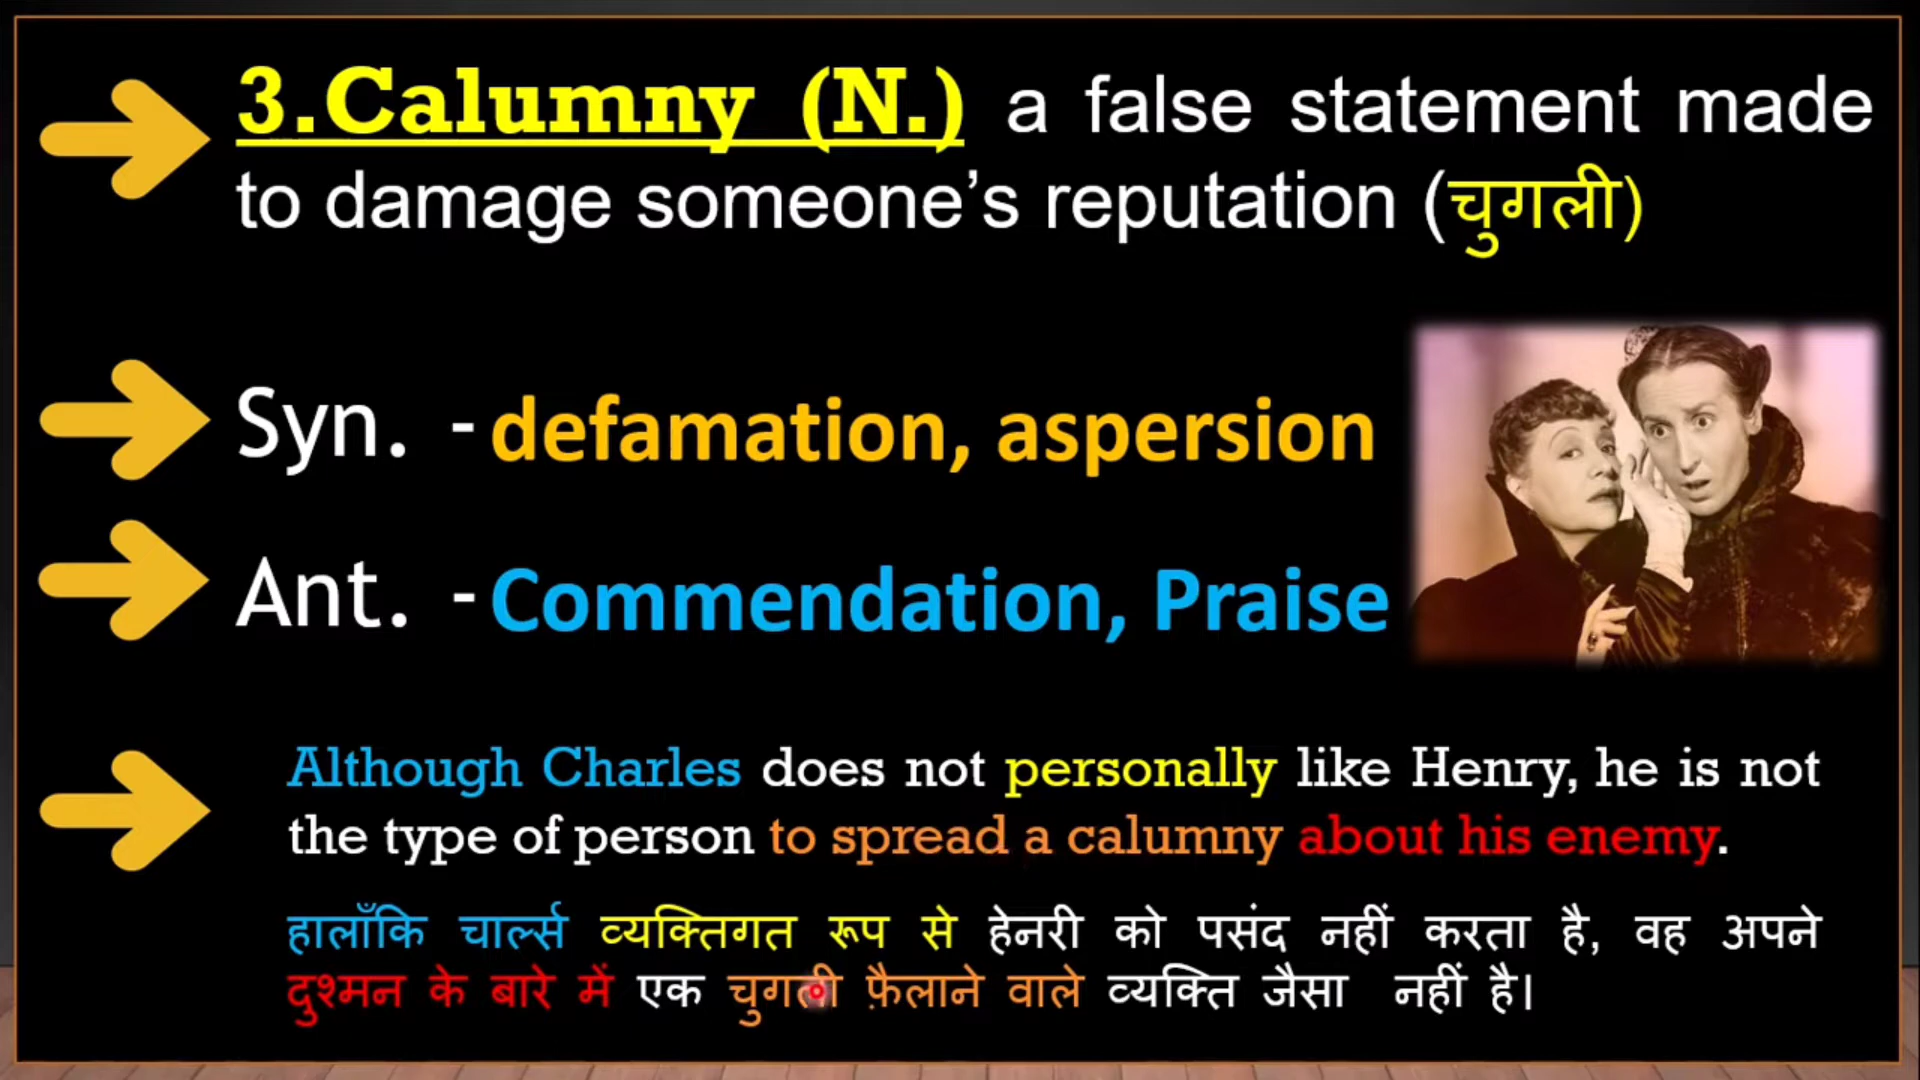 3.Calumny (N.) a false statement made
to damage someone’s reputation (चुगली)
Syn. - defamation, aspersion
Ant. - Commendation, Praise
Although Charles does not personally like Henry, he is not
the type of person to spread a calumny about his enemy.
हालाँकि चार्ल्स व्यक्तिगत रूप से हेनरी को पसंद नहीं करता है, वह अपने
दुश्मन के बारे में एक चुगली फ़ैलाने वाले व्यक्ति जैसा नहीं है।